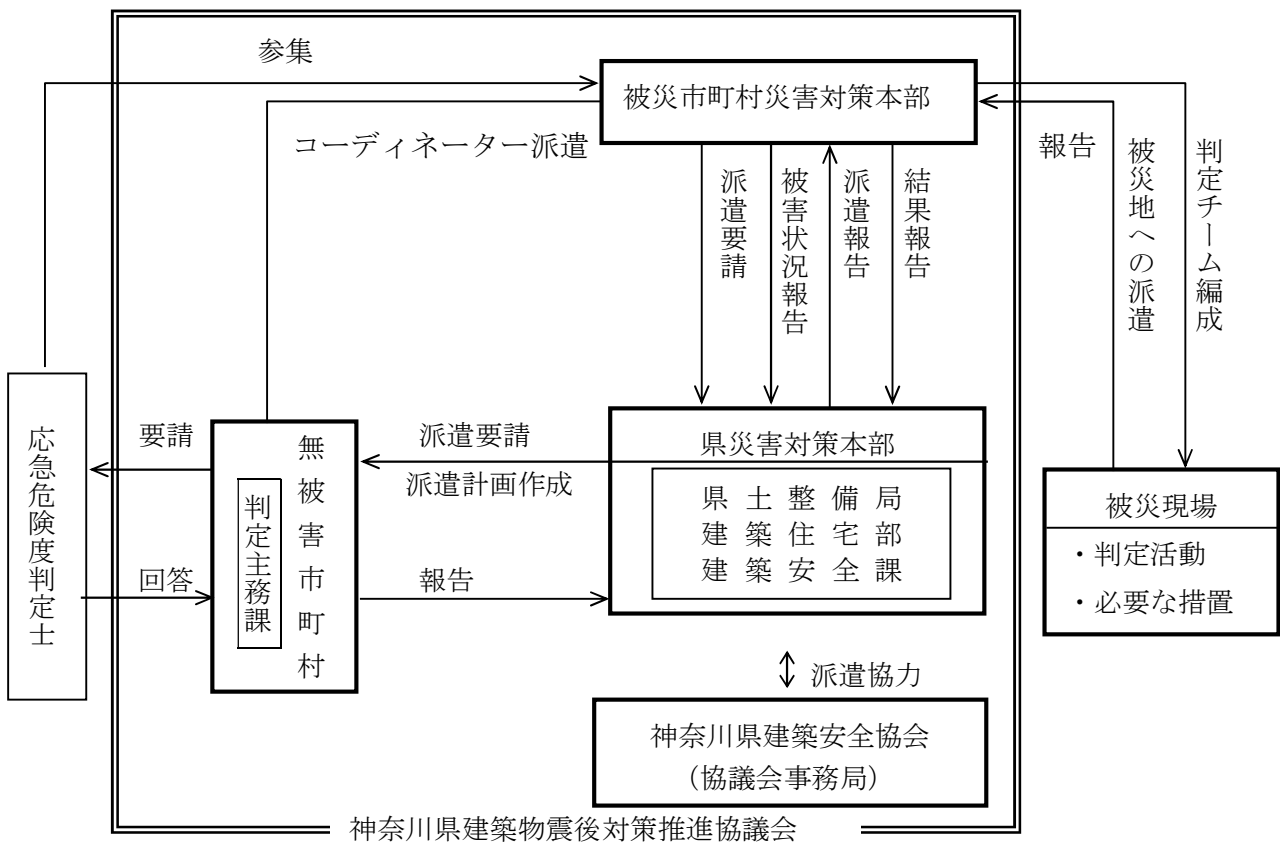 参集
被災市町村災害対策本部
コーディネーター派遣
派遣要請
被害状況報告
派遣報告
結果報告
報告
被災地への派遣
判定チーム編成
応急危険度判定士
要請
回答
無被害市町村
判定主務課
派遣要請
派遣計画作成
報告
県災害対策本部
県土整備局
建築住宅部
建築安全課
被災現場
・判定活動
・必要な措置
派遣協力
神奈川県建築安全協会
（協議会事務局）
神奈川県建築物震後対策推進協議会